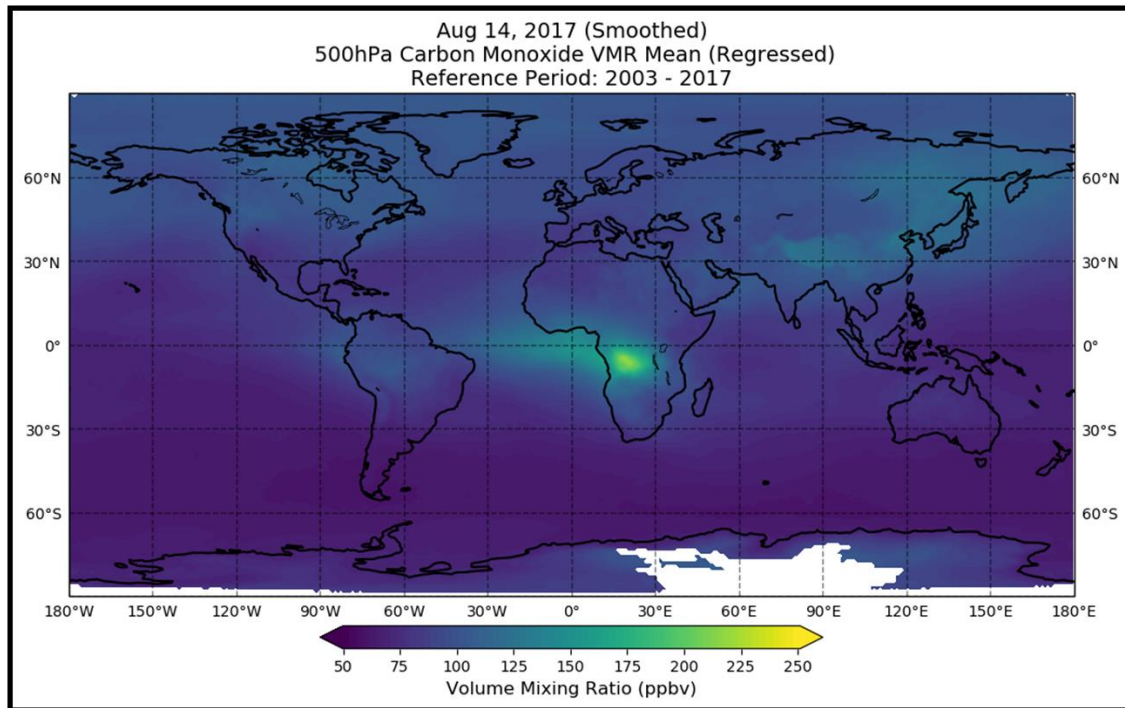 Aug 14, 2017 (Smoothed)
500hPa Carbon Monoxide VMR Mean (Regressed)
Reference Period: 2003 - 2017
60°N 60°N
30°N 30°N
0° 0°
30°S 30°S
60°S 60°S
180°W 150°W 120°W 90°W 60°W 30°W 0° 30°E 60°E 90°E 120°E 150°E 180°E
50 75 100 125 150 175 200 225 250
Volume Mixing Ratio (ppbv)